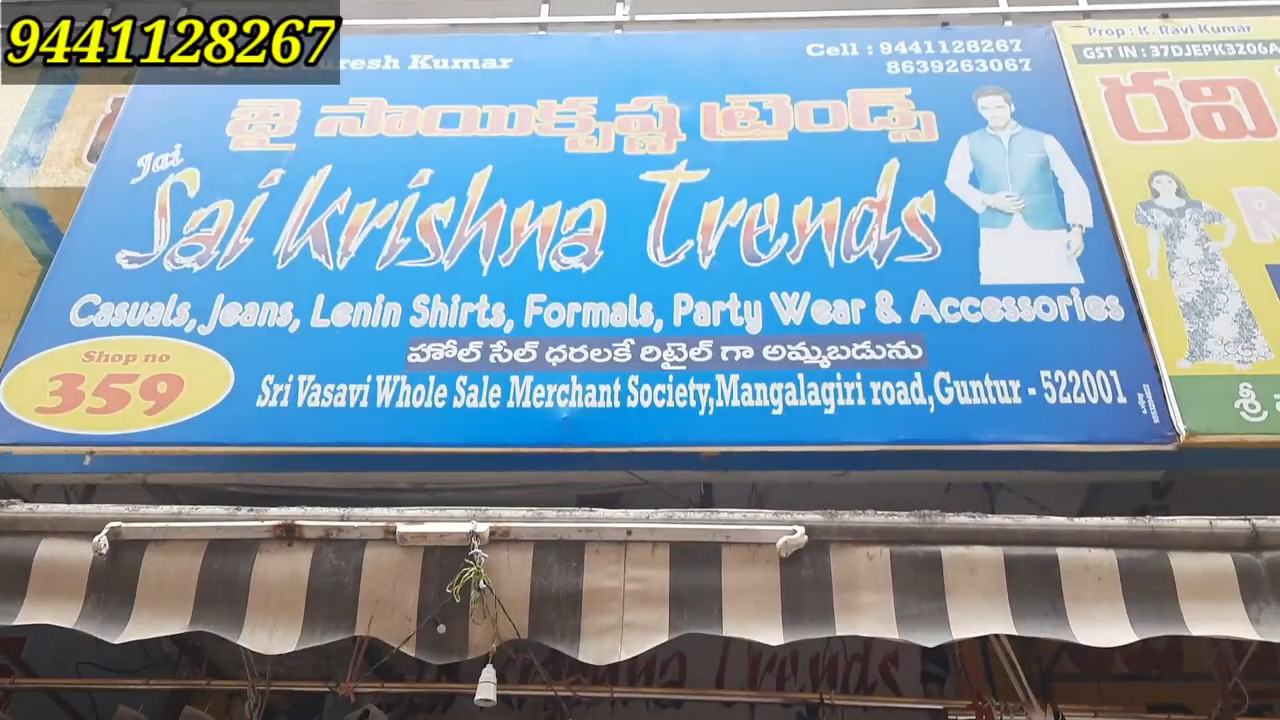 9441128267
Kumar
Cell : 9441128267
8639263067
జై సాయికృష్ణ ట్రెండ్స్
Jai
Sai krishna Trends
Casuals, Jeans, Lenin Shirts, Formals, Party Wear & Accessories
హోల్ సేల్ ధరలకే రిటైల్ గా అమ్మబడును
Shop no
359
Sri Vasavi Whole Sale Merchant Society,Mangalagiri road,Guntur - 522001
Prop : K. Ravi Kumar
GST IN : 37DJEPK3206A
రవి
R
శ్రీ
krishna Trends